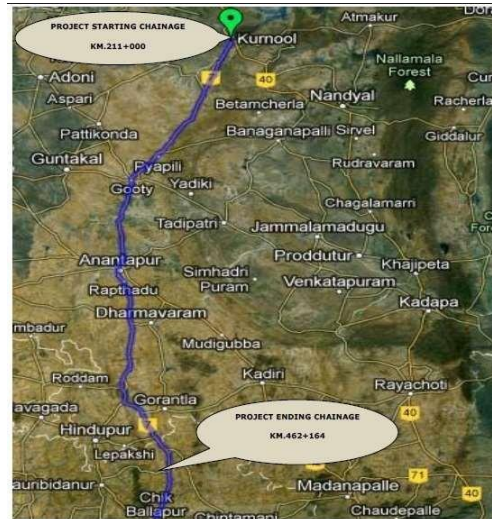 PROJECT STARTING CHAINAGE
KM.211+000
Kurnool
Atmakur
Adoni
40
Nallamala
Forest
Aspari
Betamcherla
Nandyal
Racherla
Pattikonda
Banaganapalli
Sirvel
Giddalur
Guntakal
Pyapili
Rudravaram
Gooty
Yadiki
Chagalamarri
Tadipatri
Jammalamadugu
Anantapur
Simhadri
Puram
Proddutur
Khajipeta
Rapthadu
Venkatapuram
Kadapa
Dharmavaram
mbadur
Mudigubba
Roddam
Kadiri
Rayachoti
avagada
Gorantla
PROJECT ENDING CHAINAGE
KM.462+164
40
Hindupur
Lepakshi
auribidanur
Chik
Ballapur
Chintamani
Madanapalle
71
40
Chaudepalle